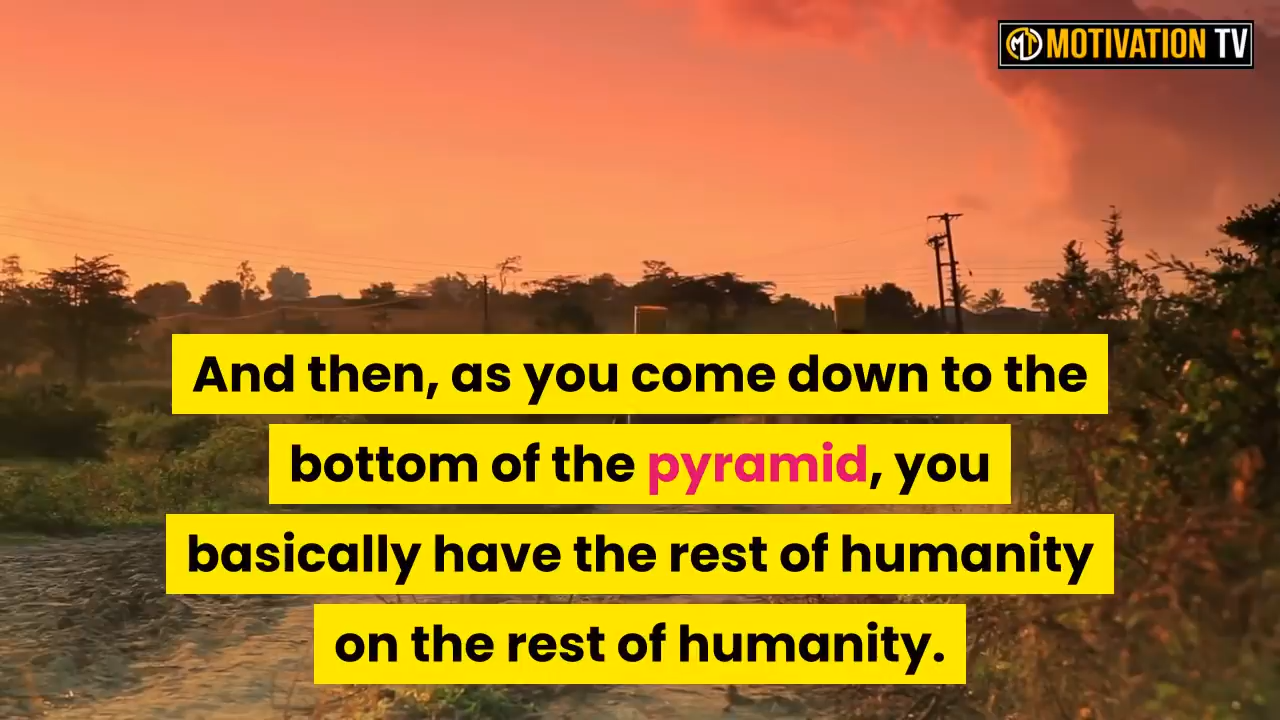 MT MOTIVATION TV
And then, as you come down to the
bottom of the pyramid, you
basically have the rest of humanity
on the rest of humanity.